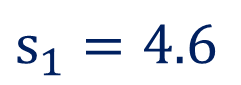 s₁ = 4.6